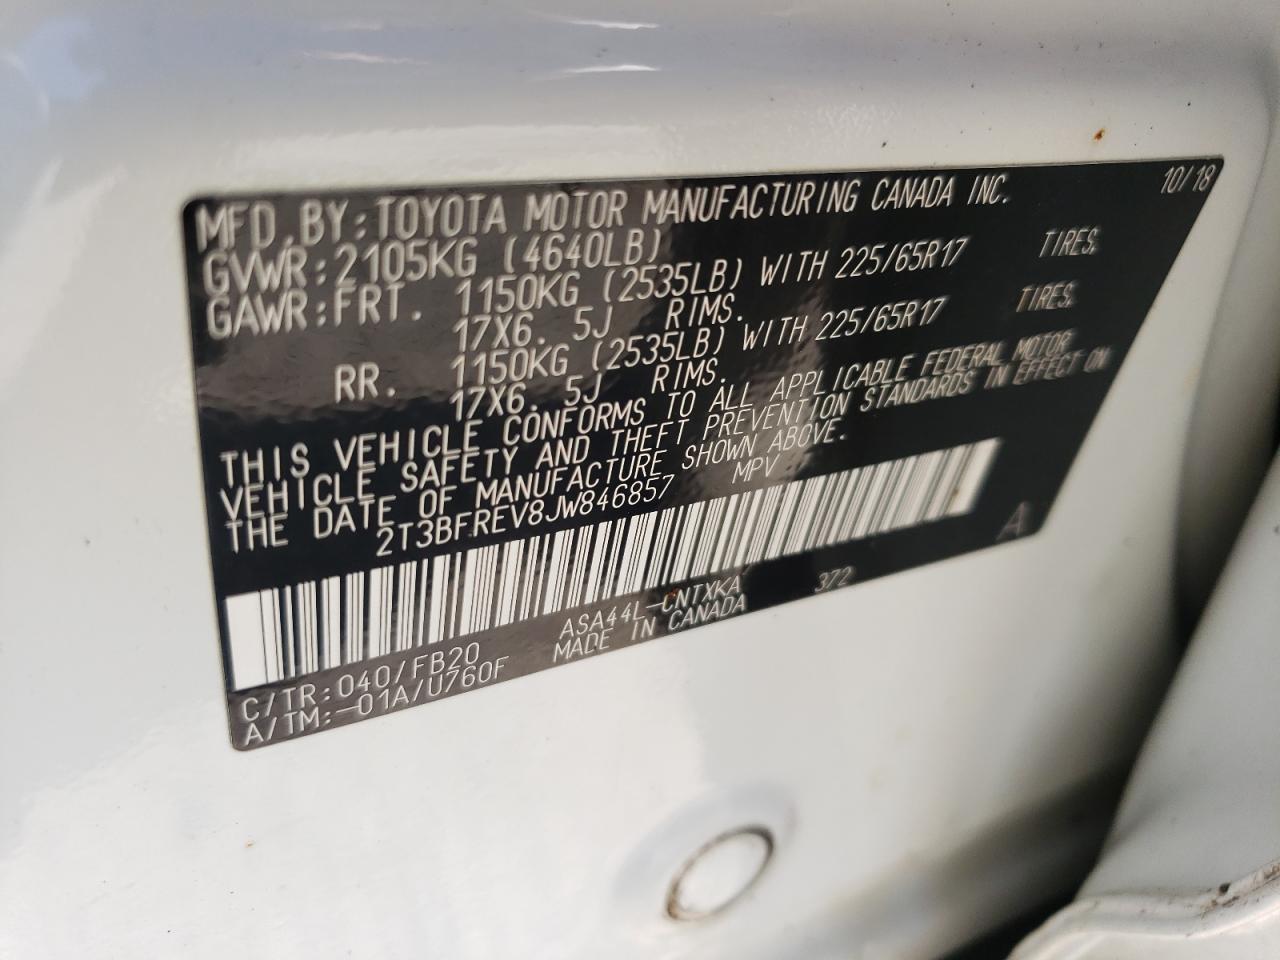 10/18
MFD.BY:TOYOTA MOTOR MANUFACTURING CANADA INC.
GVWR:2105KG (4640LB)
GAWR:FRT. 1150KG (2535LB) WITH 225/65R17 TIRES,
17X6. 5J RIMS.
RR. 1150KG (2535LB) WITH 225/65R17 TIRES,
17X6. 5J RIMS.
THIS VEHICLE CONFORMS TO ALL APPLICABLE FEDERAL MOTOR
VEHICLE SAFETY AND THEFT PREVENTION STANDARDS IN EFFECT ON
THE DATE OF MANUFACTURE SHOWN ABOVE.
2T3BFREV8JW846857 MPV
A
C/TR:040/FB20 ASA44L-CNTXKA 372
A/TM:-01A/U760F MADE IN CANADA